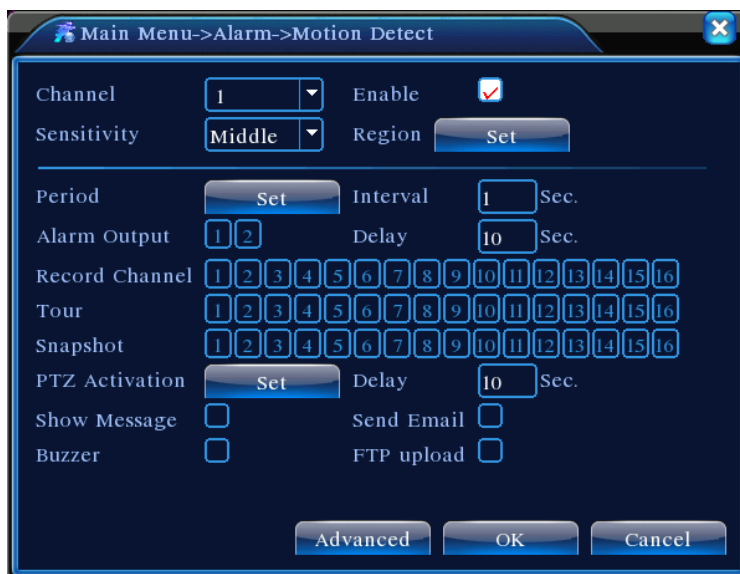 Main Menu->Alarm->Motion Detect
Channel 1 Enable
Sensitivity Middle Region Set
Period Set Interval 1 Sec.
Alarm Output 1 2 Delay 10 Sec.
Record Channel 1 2 3 4 5 6 7 8 9 10 11 12 13 14 15 16
Tour 1 2 3 4 5 6 7 8 9 10 11 12 13 14 15 16
Snapshot 1 2 3 4 5 6 7 8 9 10 11 12 13 14 15 16
PTZ Activation Set Delay 10 Sec.
Show Message Send Email
Buzzer FTP upload
Advanced OK Cancel